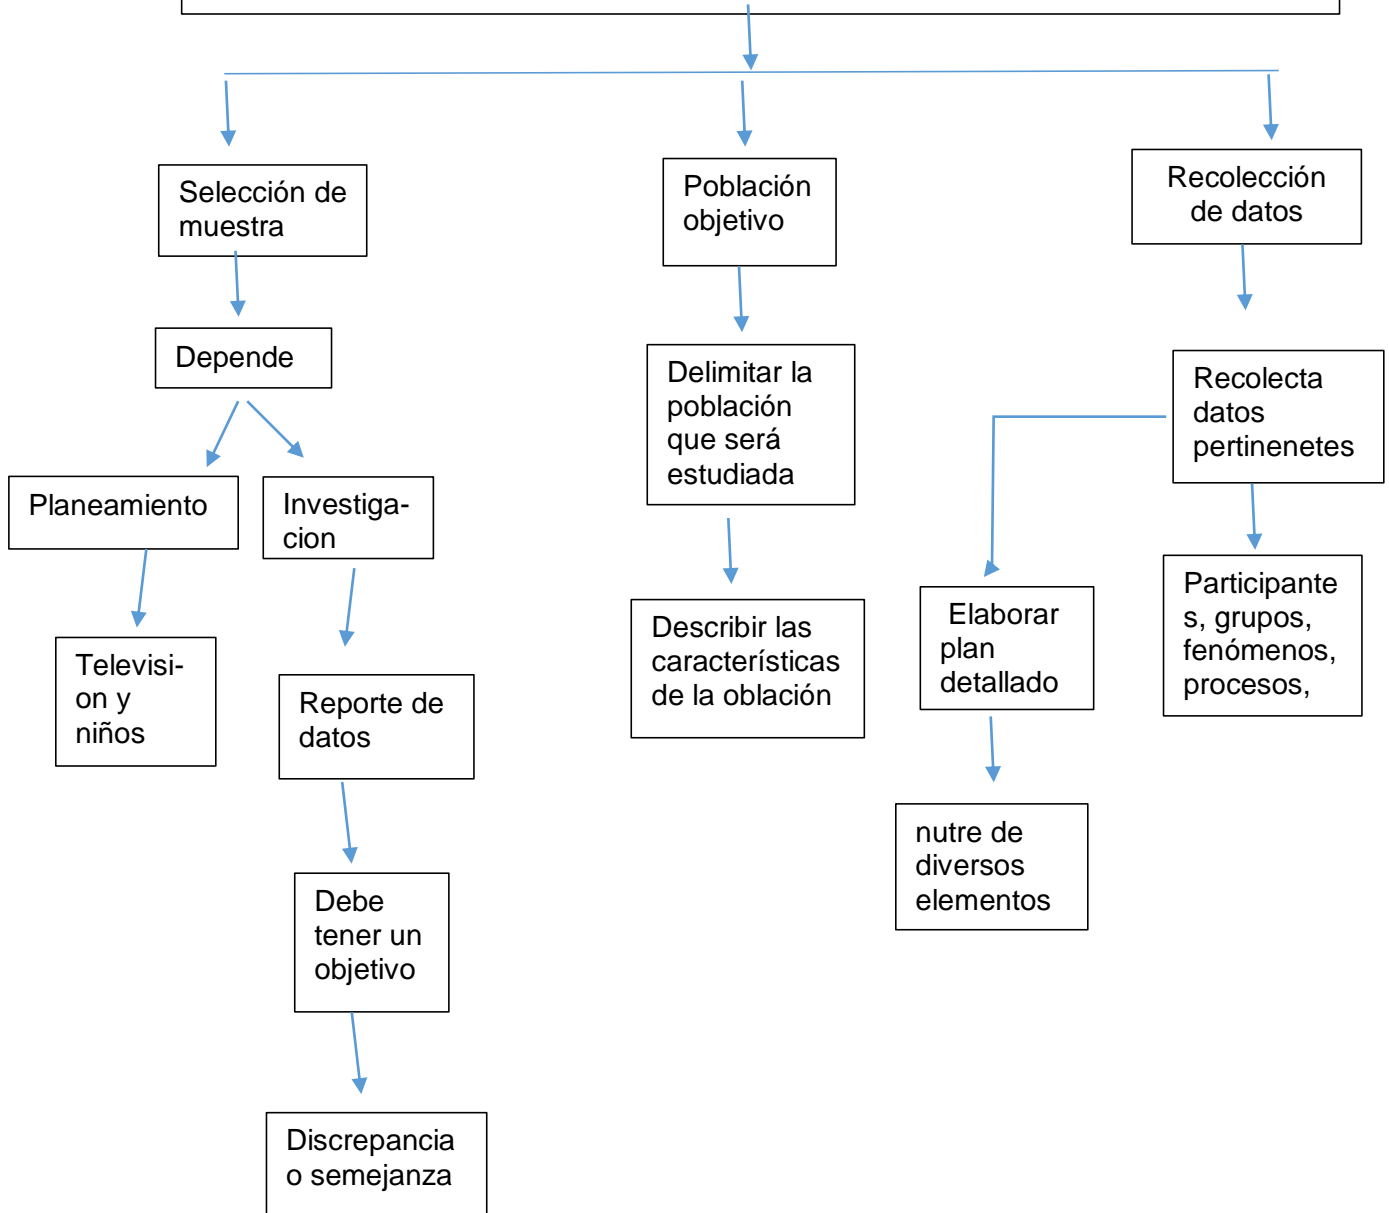 Selección de
muestra
Población
objetivo
Recolección
de datos
Depende
Delimitar la
población
que será
estudiada
Recolecta
datos
pertinenetes
Planeamiento
Investiga-
cion
Televisi-
on y
niños
Reporte de
datos
Describir las
características
de la oblación
Elaborar
plan
detallado
Participante
s, grupos,
fenómenos,
procesos,
nutre de
diversos
elementos
Debe
tener un
objetivo
Discrepancia
o semejanza